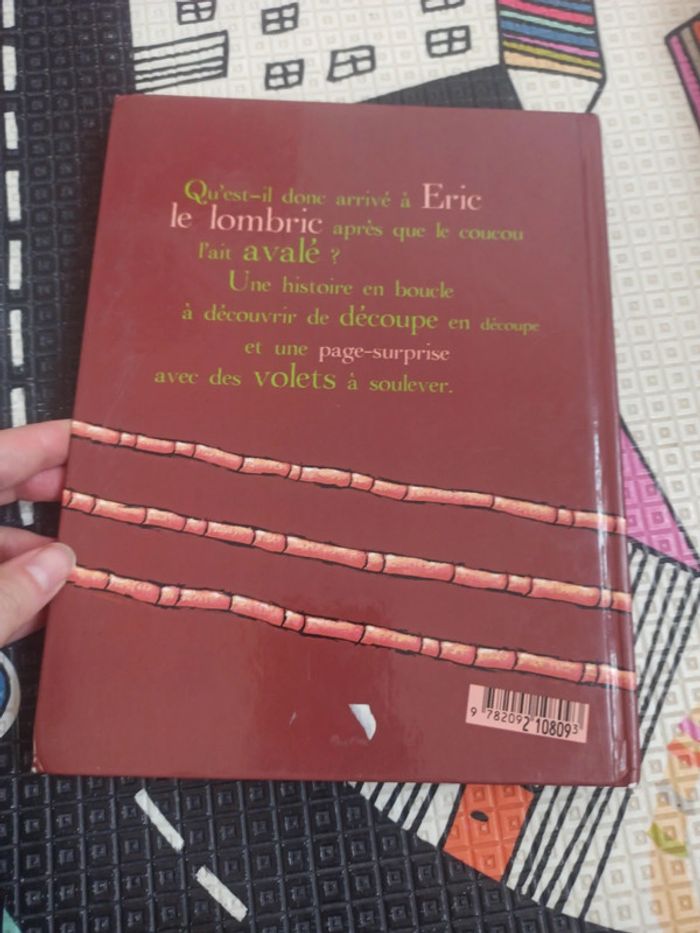 Qu'est-il donc arrivé à Eric
le lombric après que le coucou
l'ait avalé ?
Une histoire en boucle
à découvrir de découpe en découpe
et une page-surprise
avec des volets à soulever.
9 782092 108093